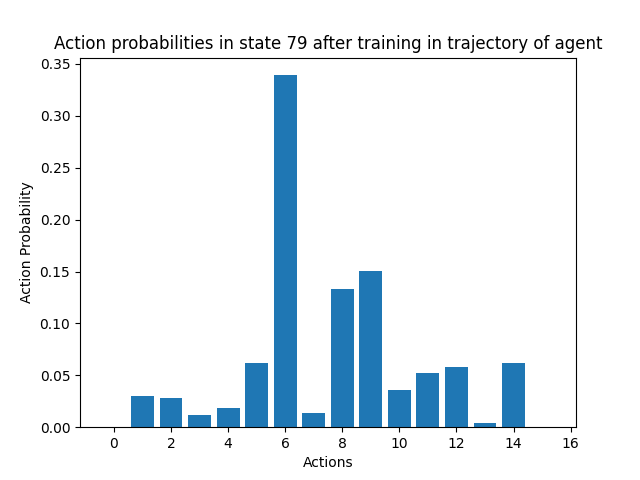 Action probabilities in state 79 after training in trajectory of agent
0.35
0.30
0.25
0.20
0.15
0.10
0.05
0.00
Action Probability
0 2 4 6 8 10 12 14 16
Actions